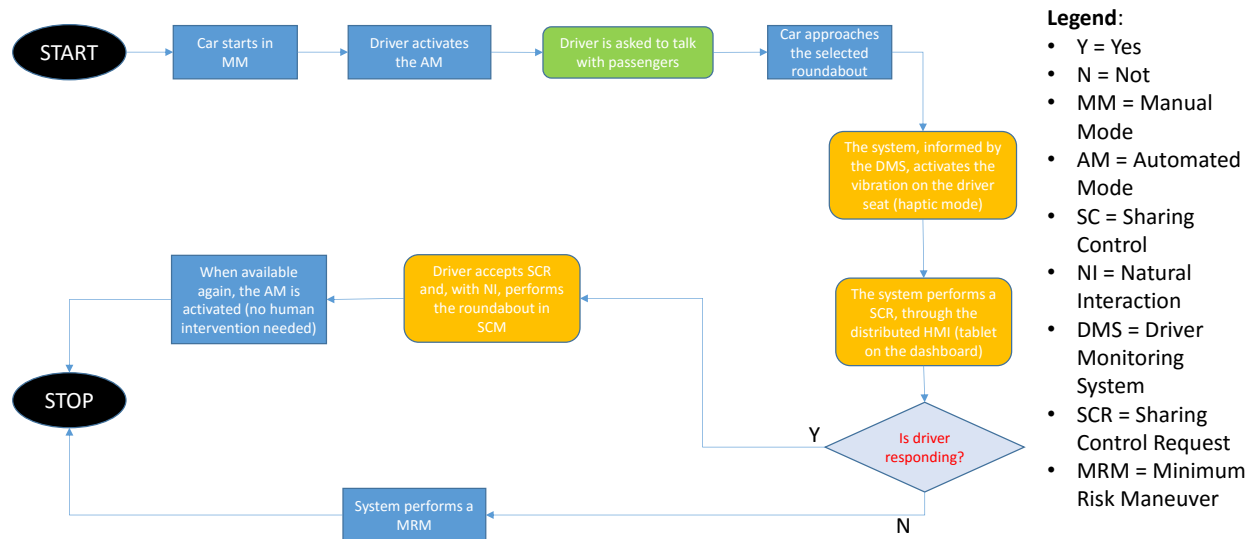 START
Car starts in
MM
Driver activates
the AM
Driver is asked to talk
with passengers
Car approaches
the selected
roundabout
The system, informed by
the DMS, activates the
vibration on the driver
seat (haptic mode)
The system performs a
SCR, through the
distributed HMI (tablet
on the dashboard)
Is driver
responding?
Y
N
Driver accepts SCR
and, with NI, performs
the roundabout in
SCM
When available
again, the AM is
activated (no human
intervention needed)
System performs a
MRM
STOP
Legend:
• Y = Yes
• N = Not
• MM = Manual
Mode
• AM = Automated
Mode
• SC = Sharing
Control
• NI = Natural
Interaction
• DMS = Driver
Monitoring
System
• SCR = Sharing
Control Request
• MRM = Minimum
Risk Maneuver